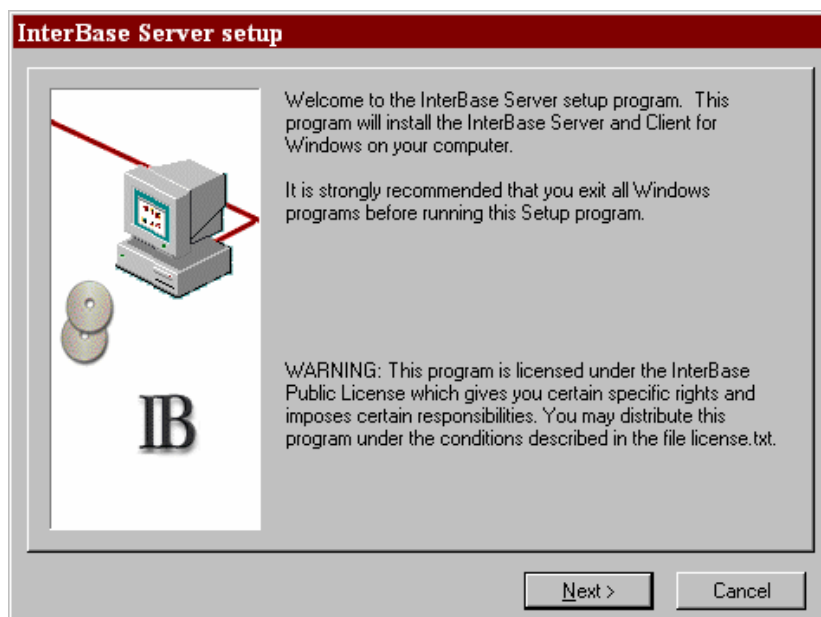 InterBase Server setup
Welcome to the InterBase Server setup program.  This
program will install the InterBase Server and Client for
Windows on your computer.
It is strongly recommended that you exit all Windows
programs before running this Setup program.
WARNING: This program is licensed under the InterBase
Public License which gives you certain specific rights and
imposes certain responsibilities. You may distribute this
program under the conditions described in the file license.txt.
IB
Next >
Cancel